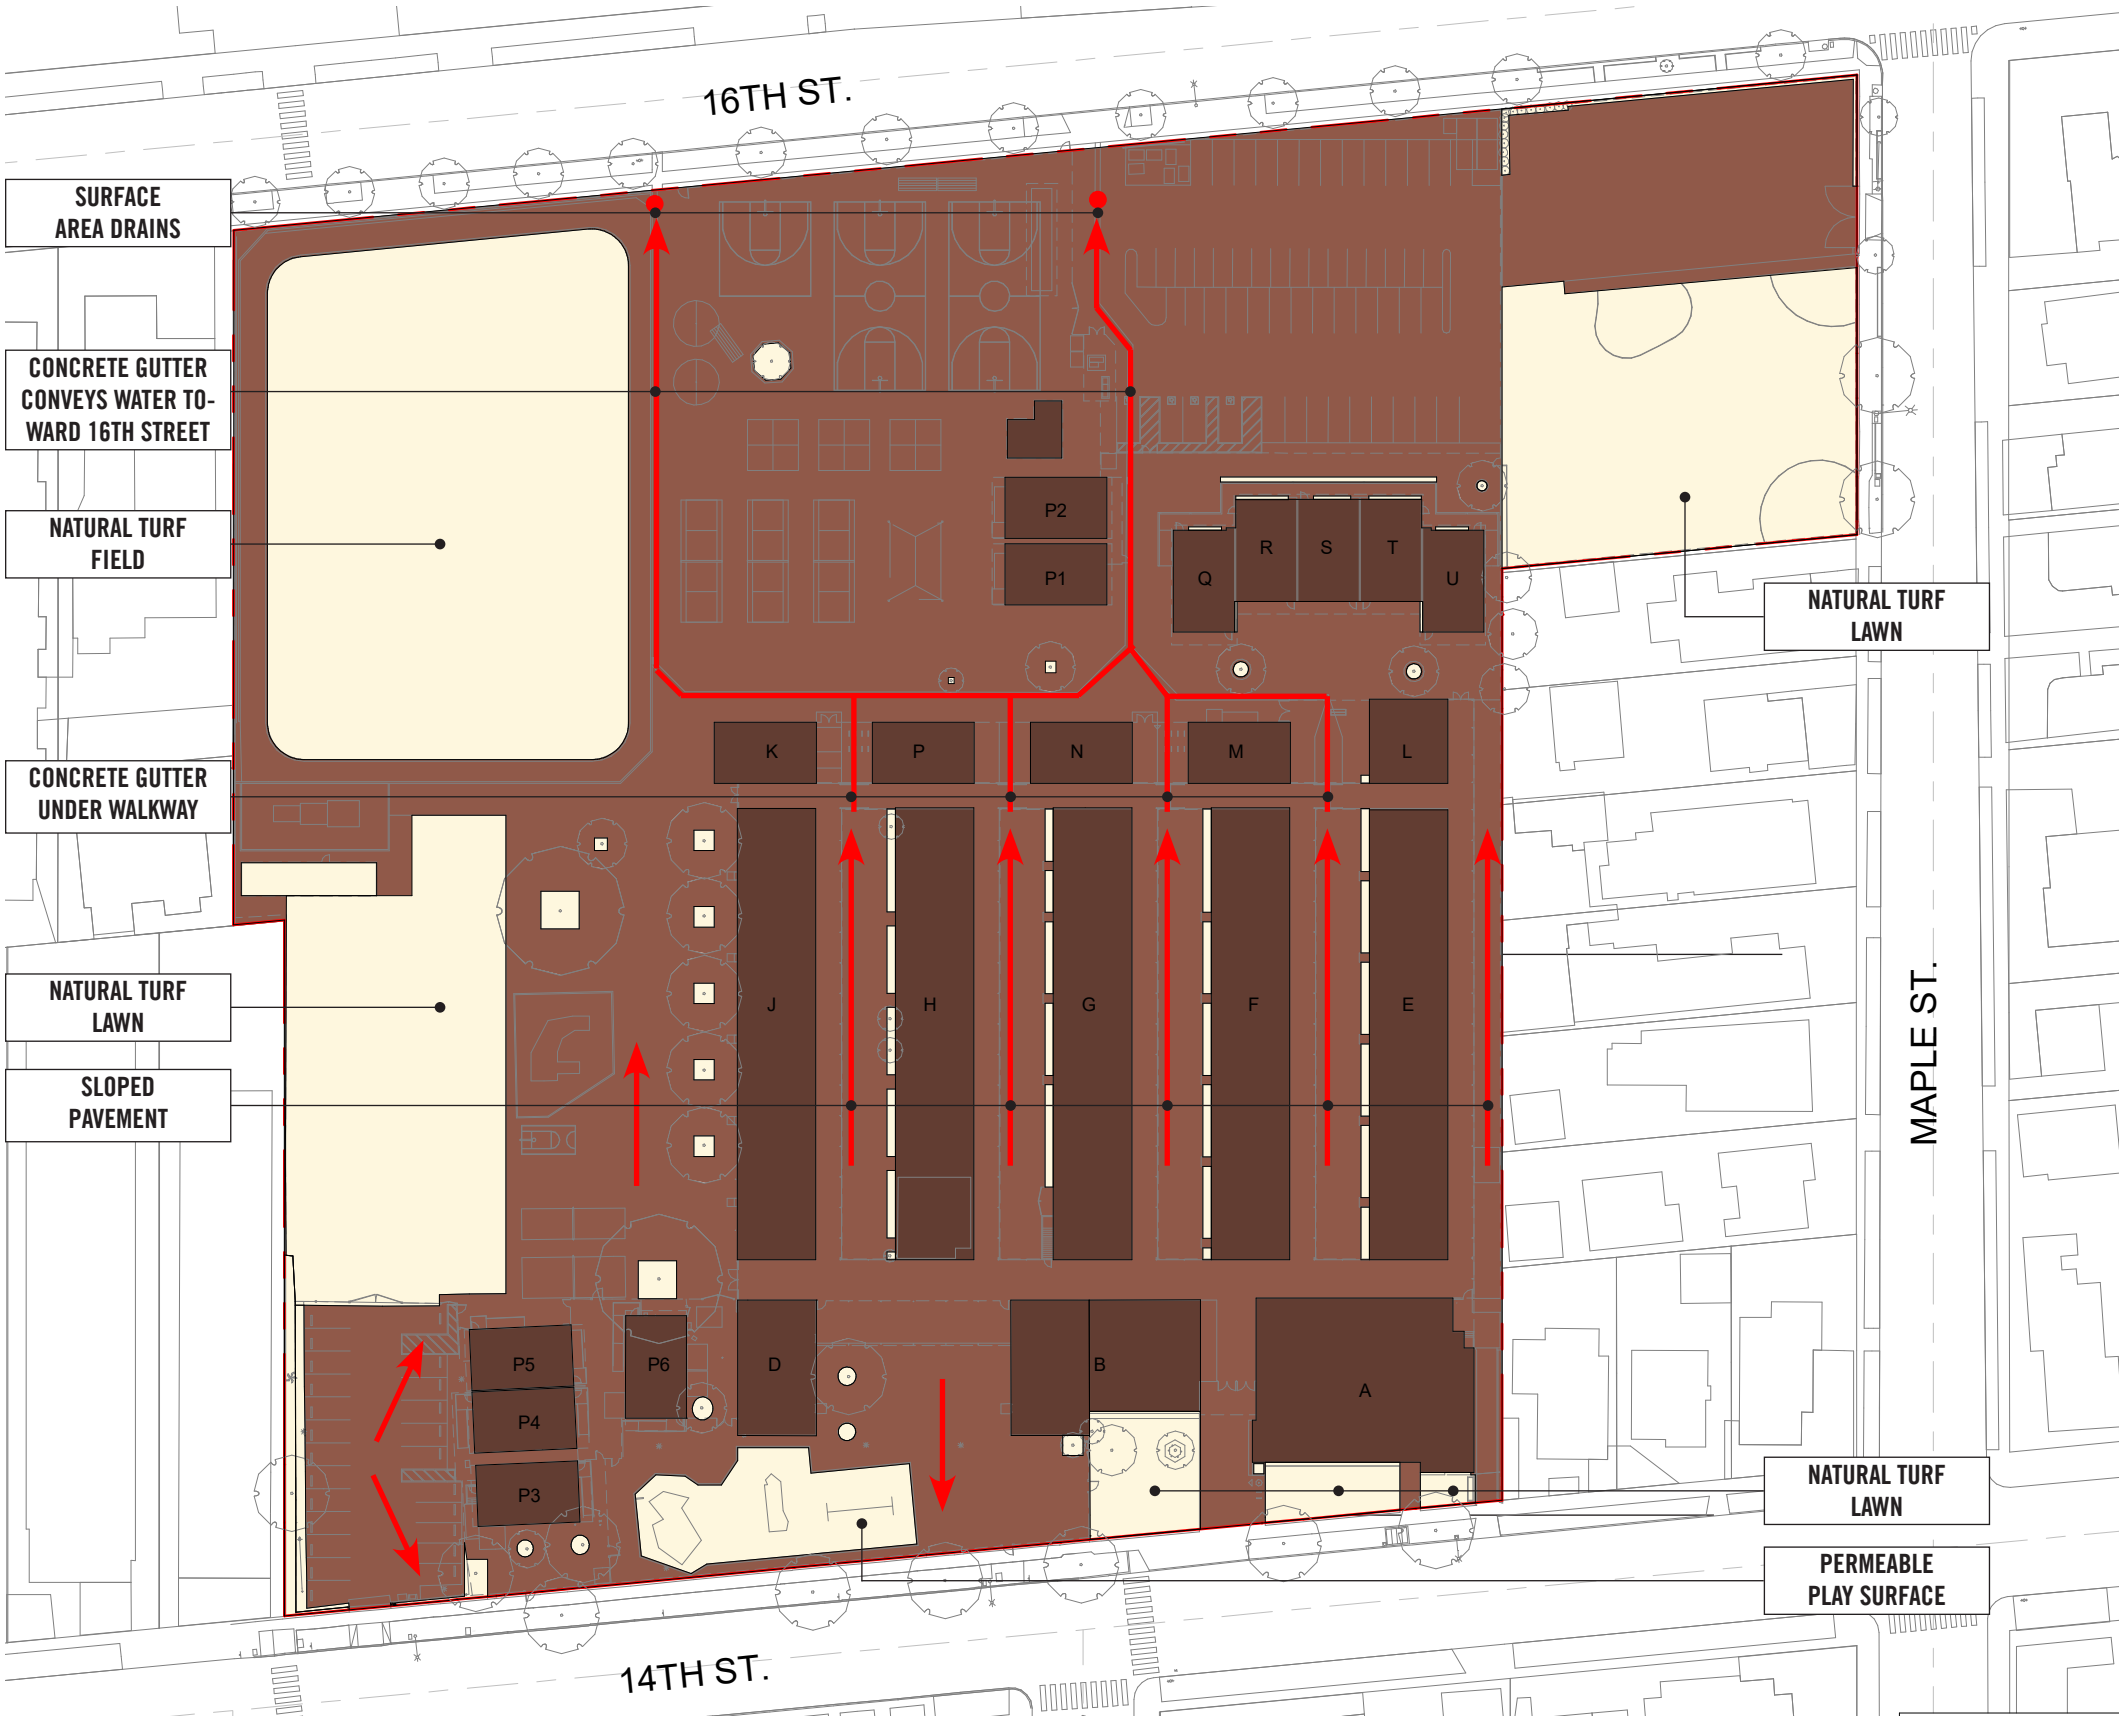 16TH ST.
SURFACE
AREA DRAINS
CONCRETE GUTTER
CONVEYS WATER TO-
WARD 16TH STREET
NATURAL TURF
FIELD
P2
P1
Q
R
S
T
U
NATURAL TURF
LAWN
CONCRETE GUTTER
UNDER WALKWAY
K
P
N
M
L
NATURAL TURF
LAWN
J
H
G
F
E
SLOPED
PAVEMENT
MAPLE ST.
P5
P4
P3
P6
D
B
A
NATURAL TURF
LAWN
PERMEABLE
PLAY SURFACE
14TH ST.